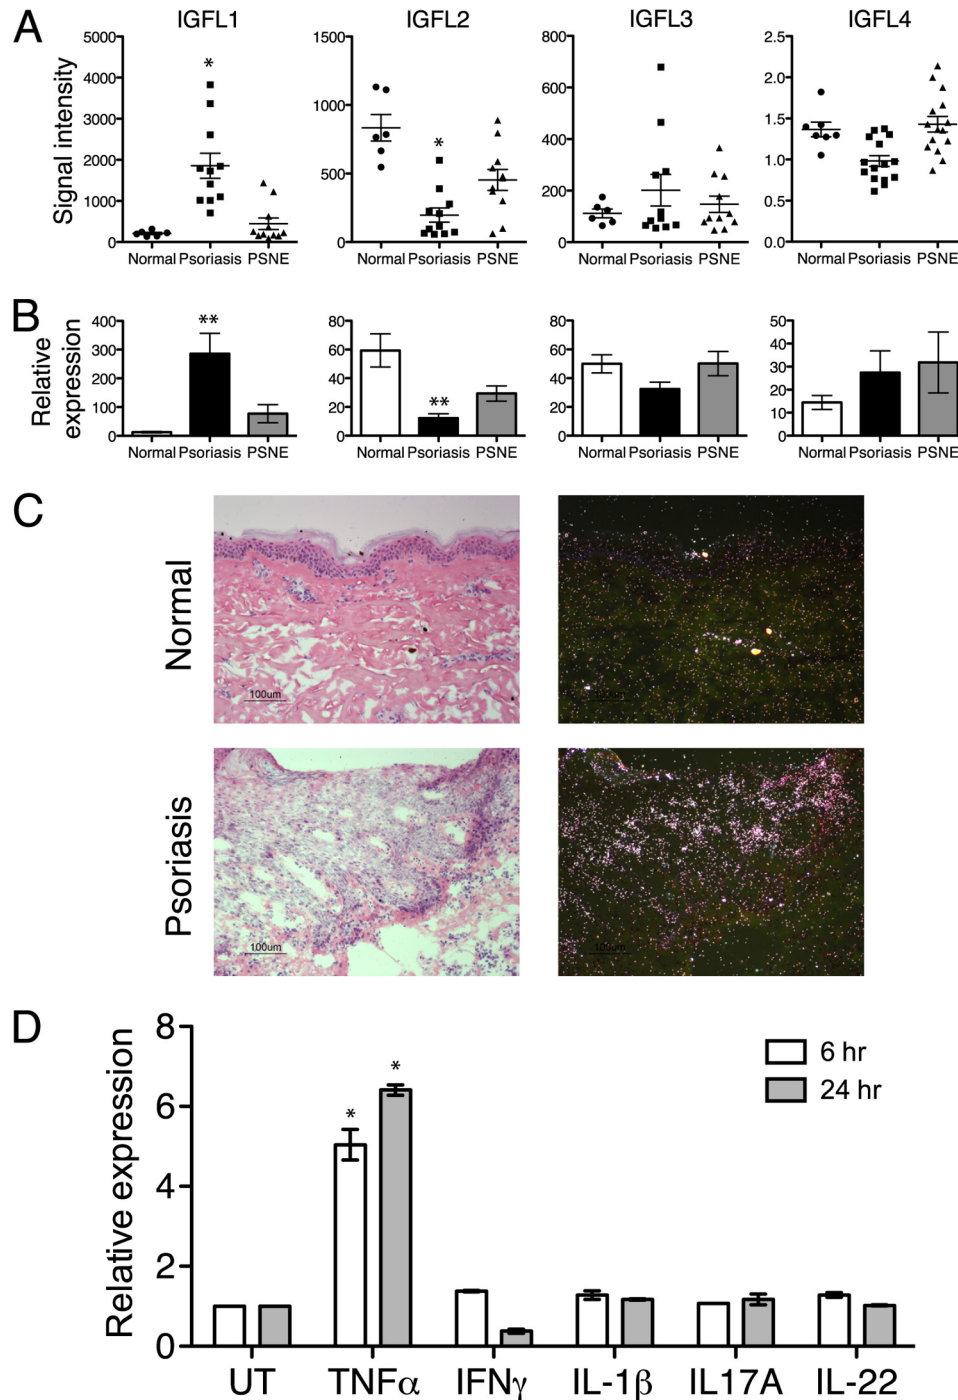 A
IGFL1
IGFL2
IGFL3
IGFL4
Signal intensity
5000
4000
3000
2000
1000
0
*
Normal Psoriasis PSNE
1500
1000
500
0
*
Normal Psoriasis PSNE
800
600
400
200
0
Normal Psoriasis PSNE
2.5
2.0
1.5
1.0
0.5
0.0
Normal Psoriasis PSNE
B
Relative
expression
400
300
200
100
0
**
Normal Psoriasis PSNE
80
60
40
20
0
**
Normal Psoriasis PSNE
80
60
40
20
0
Normal Psoriasis PSNE
50
40
30
20
10
0
Normal Psoriasis PSNE
C
Normal
100um
100um
Psoriasis
100um
100um
D
Relative expression
8
6
4
2
0
*
*
6 hr
24 hr
UT TNFα IFNγ IL-1β IL17A IL-22